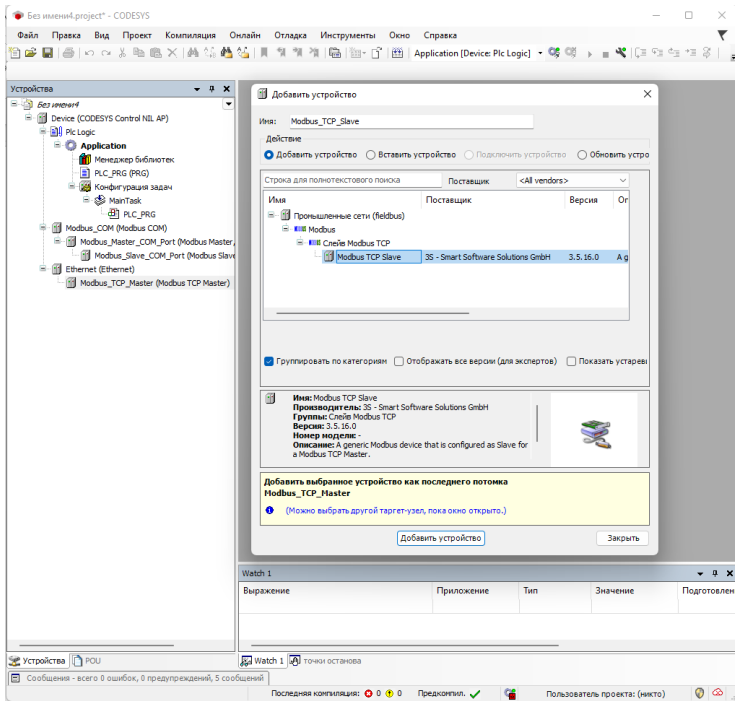 Без имени4.project* - CODESYS
Файл Правка Вид Проект Компиляция Онлайн Отладка Инструменты Окно Справка
Application [Device: Plc Logic]
Устройства
Без имени4
Device (CODESYS Control NIL AP)
Plc Logic
Application
Менеджер библиотек
PLC_PRG (PRG)
Конфигурация задач
MainTask
PLC_PRG
Modbus_COM (Modbus COM)
Modbus_Master_COM_Port (Modbus Master,
Modbus_Slave_COM_Port (Modbus Slave
Ethernet (Ethernet)
Modbus_TCP_Master (Modbus TCP Master)
Добавить устройство
Имя: Modbus_TCP_Slave
Действие
Добавить устройство Вставить устройство Подключить устройство Обновить устро
Строка для полнотекстового поиска Поставщик <All vendors>
Имя Поставщик Версия Ог
Промышленные сети (fieldbus)
Modbus
Слейв Modbus TCP
Modbus TCP Slave 3S - Smart Software Solutions GmbH 3.5.16.0 A g
Группировать по категориям Отображать все версии (для экспертов) Показать устарев
Имя: Modbus TCP Slave
Производитель: 3S - Smart Software Solutions GmbH
Группы: Слейв Modbus TCP
Версия: 3.5.16.0
Номер модели: -
Описание: A generic Modbus device that is configured as Slave for
a Modbus TCP Master.
Добавить выбранное устройство как последнего потомка
Modbus_TCP_Master
(Можно выбрать другой таргет-узел, пока окно открыто.)
Добавить устройство Закрыть
Watch 1
Выражение Приложение Тип Значение Подготовлен
Устройства POU Watch 1 точки останова
Сообщения - всего 0 ошибок, 0 предупреждений, 5 сообщений
Последняя компиляция: 0 0 Предкомпил. Пользователь проекта: (никто)